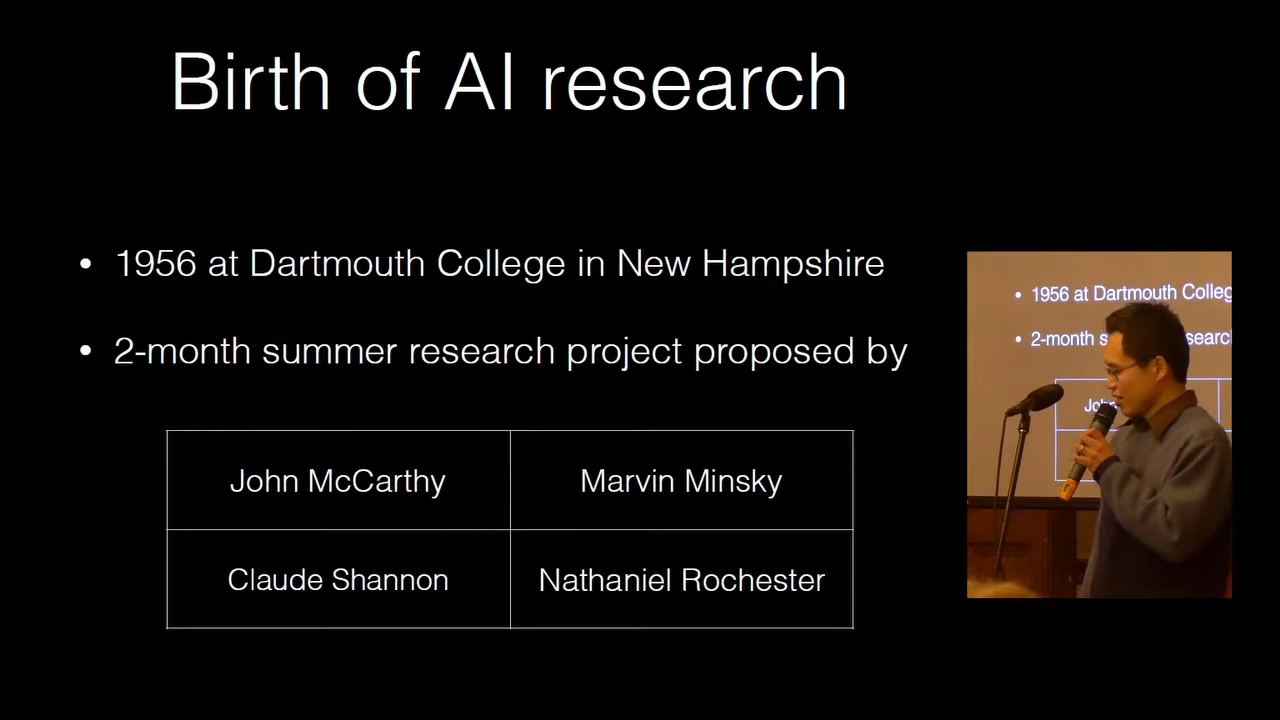 Birth of AI research
• 1956 at Dartmouth College in New Hampshire
• 2-month summer research project proposed by
John McCarthy
Marvin Minsky
Claude Shannon
Nathaniel Rochester
• 1956 at Dartmouth Colleg
• 2-month s
searc